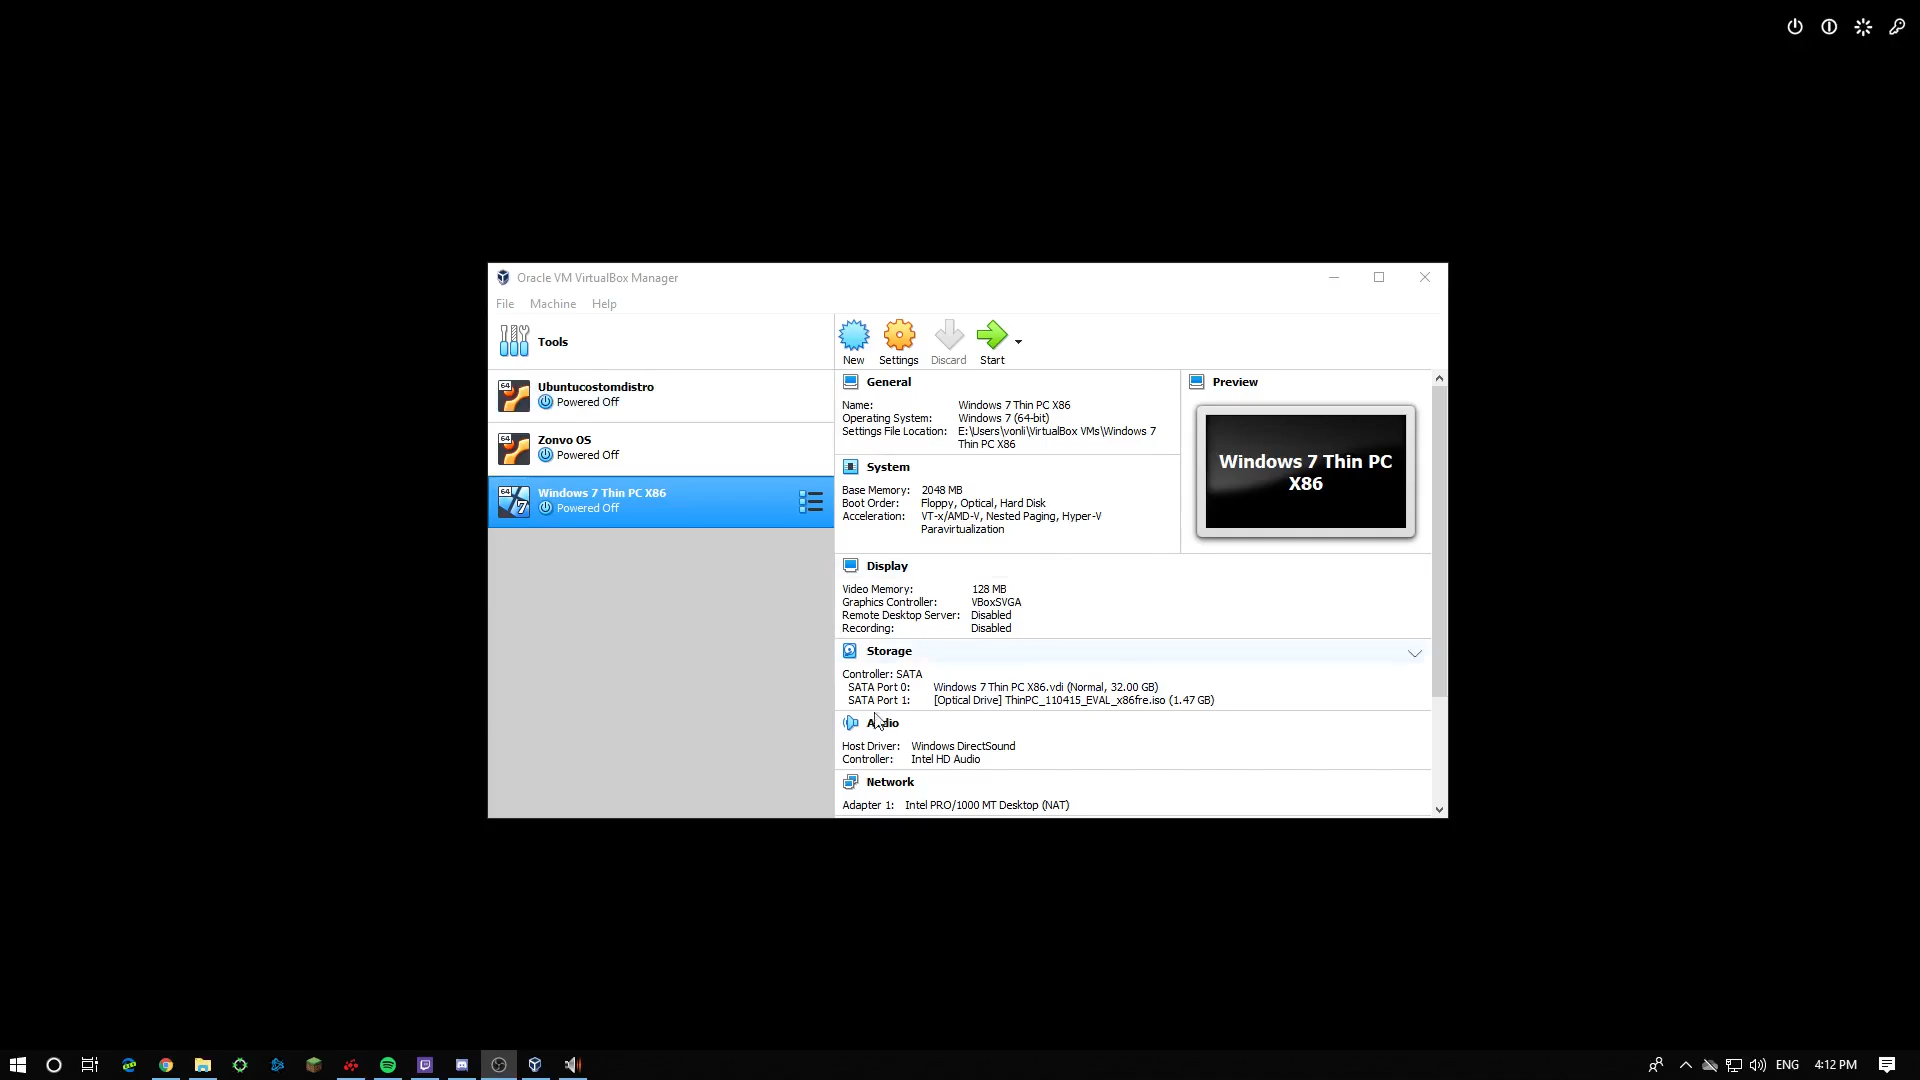 Oracle VM VirtualBox Manager
File Machine Help
Tools
New Settings Discard Start
64
Ubuntucostomdistro
Powered Off
64
Zonvo OS
Powered Off
64
7
Windows 7 Thin PC X86
Powered Off
General
Name: Windows 7 Thin PC X86
Operating System: Windows 7 (64-bit)
Settings File Location: E:\Users\vonli\VirtualBox VMs\Windows 7
Thin PC X86
System
Base Memory: 2048 MB
Boot Order: Floppy, Optical, Hard Disk
Acceleration: VT-x/AMD-V, Nested Paging, Hyper-V
Paravirtualization
Preview
Windows 7 Thin PC
X86
Display
Video Memory: 128 MB
Graphics Controller: VBoxSVGA
Remote Desktop Server: Disabled
Recording: Disabled
Storage
Controller: SATA
SATA Port 0: Windows 7 Thin PC X86.vdi (Normal, 32.00 GB)
SATA Port 1: [Optical Drive] ThinPC_110415_EVAL_x86fre.iso (1.47 GB)
Audio
Host Driver: Windows DirectSound
Controller: Intel HD Audio
Network
Adapter 1: Intel PRO/1000 MT Desktop (NAT)
ENG 4:12 PM